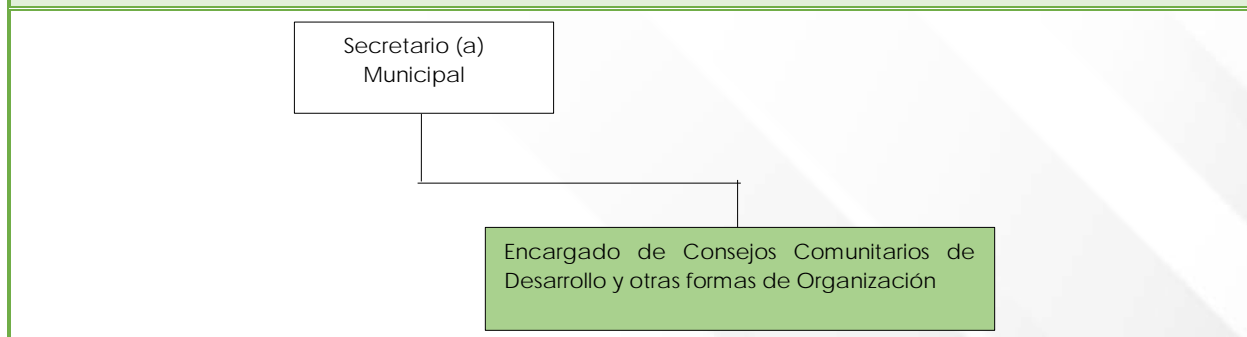 Secretario (a)
Municipal
Encargado de Consejos Comunitarios de
Desarrollo y otras formas de Organización